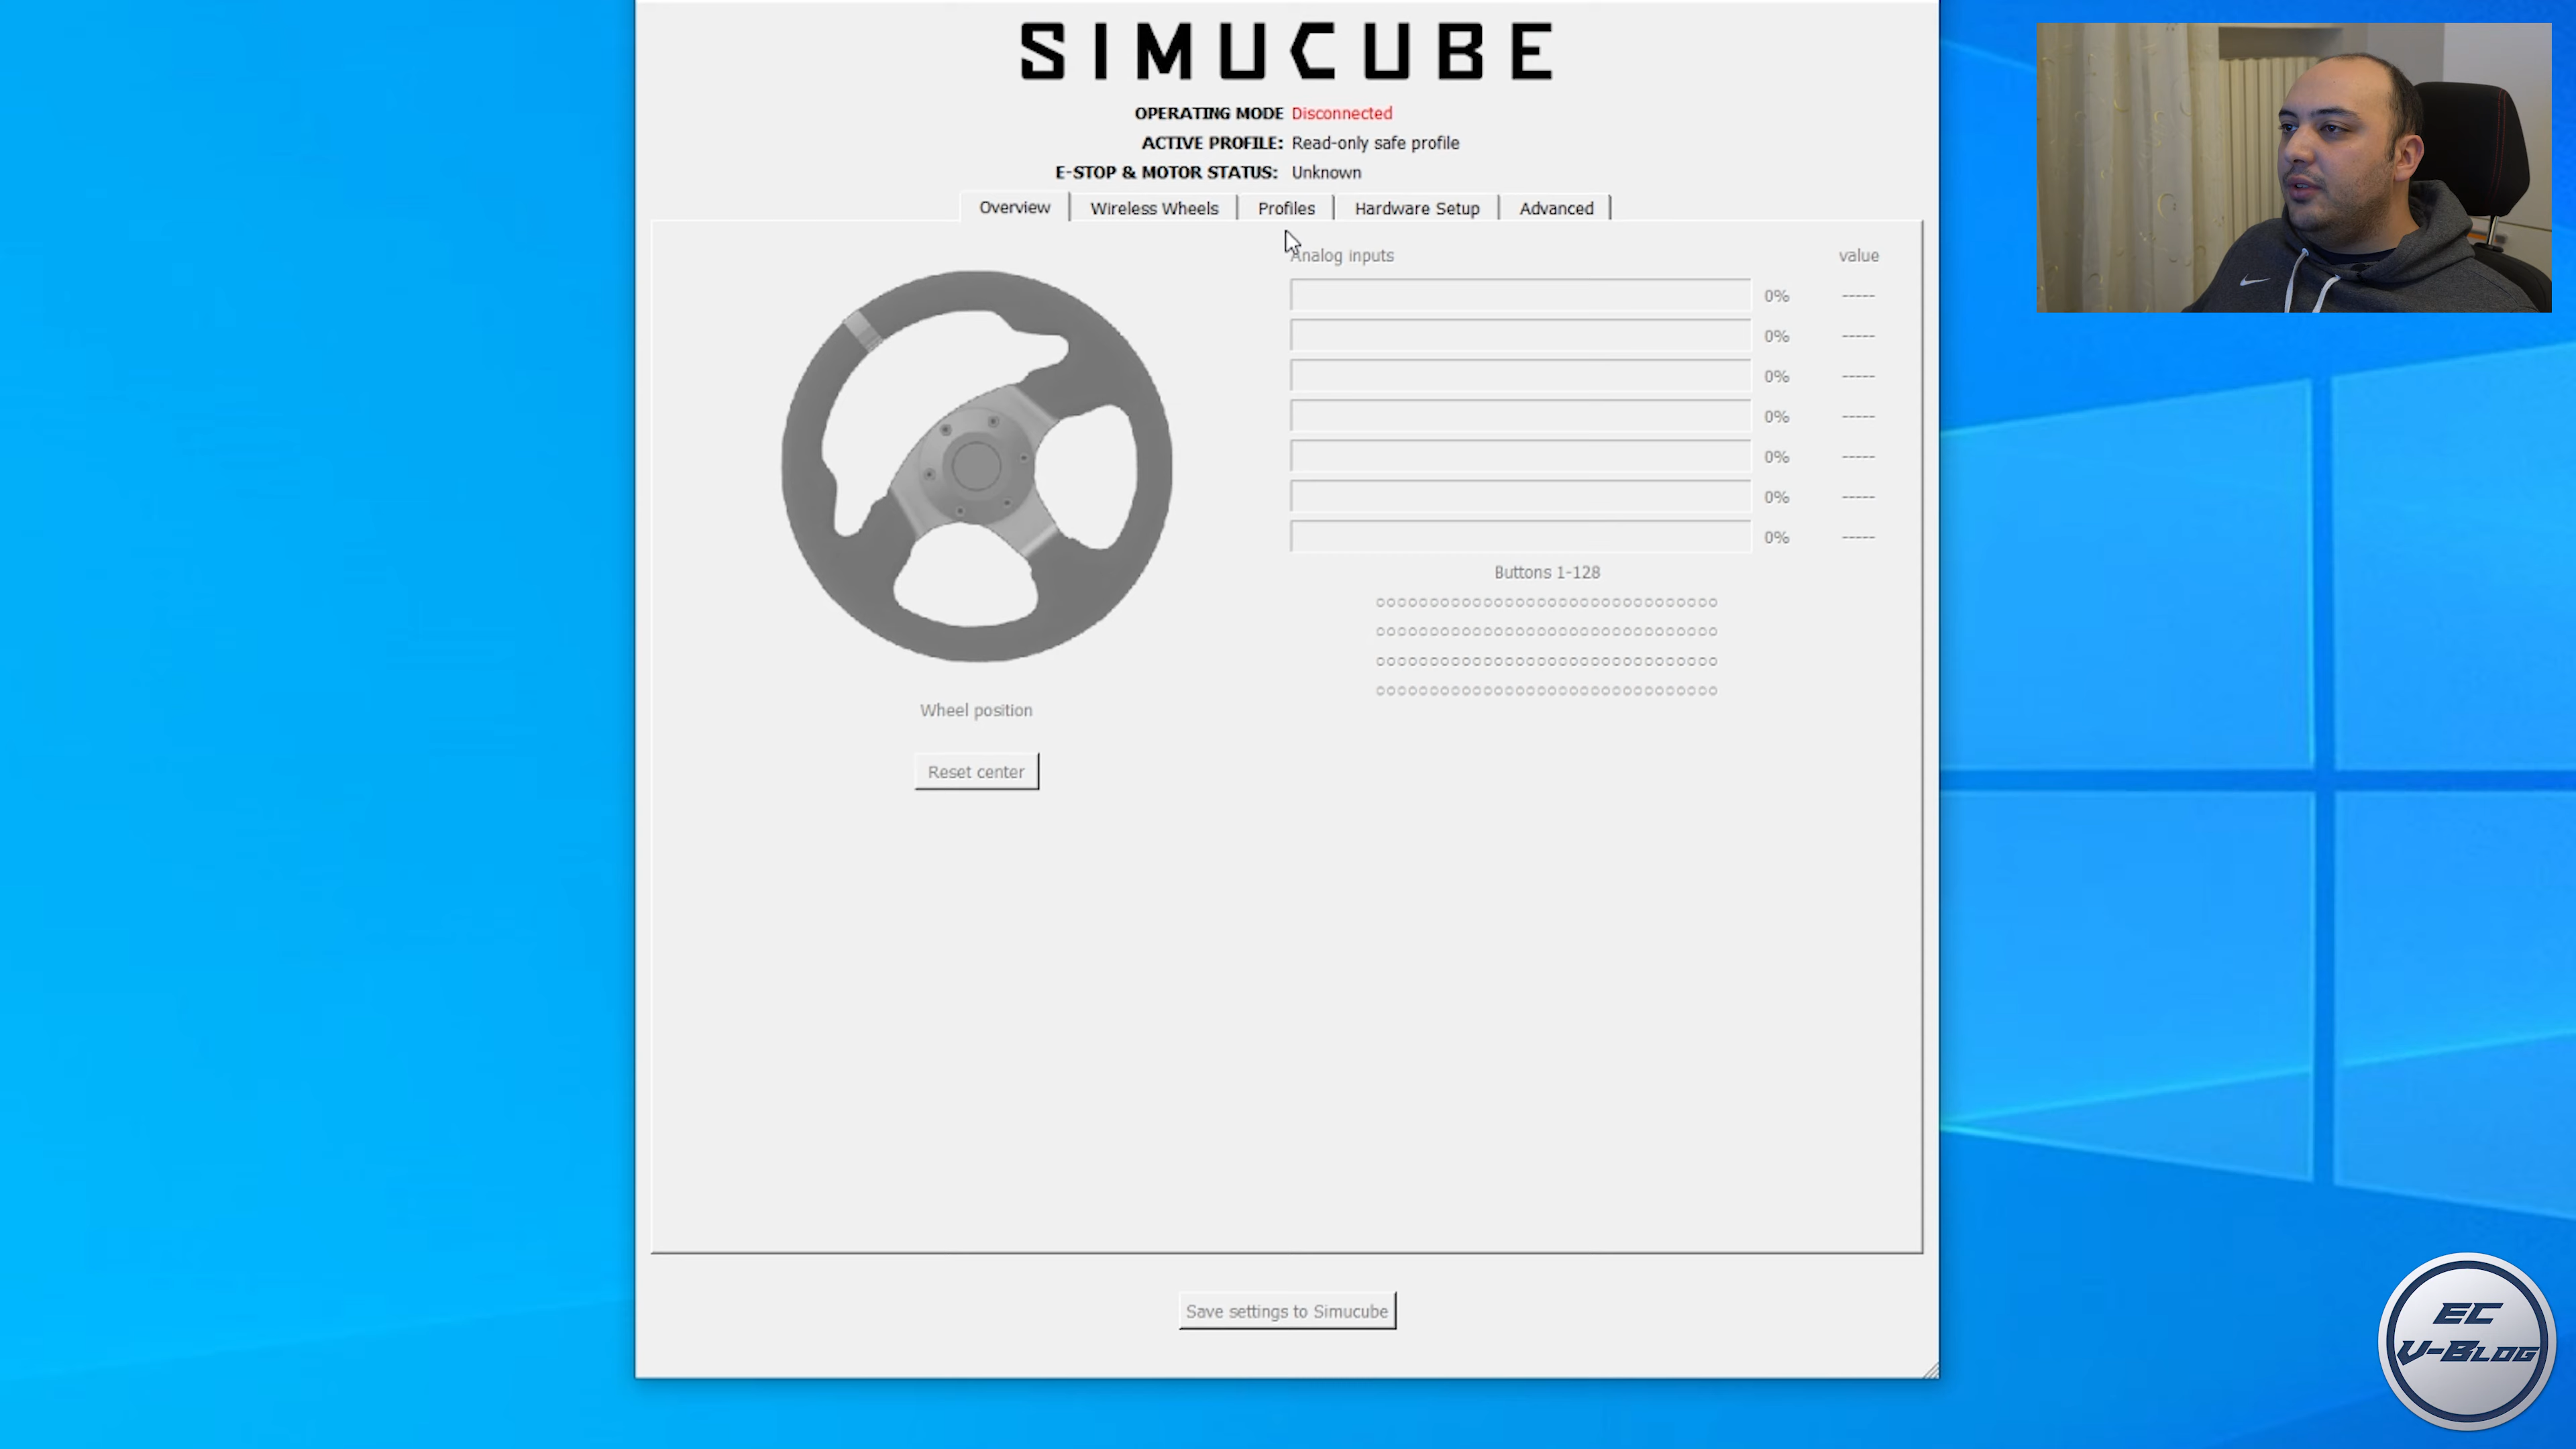 SIMUCUBE
OPERATING MODE Disconnected
ACTIVE PROFILE: Read-only safe profile
E-STOP & MOTOR STATUS: Unknown
Overview Wireless Wheels Profiles Hardware Setup Advanced
Analog inputs value
0% -----
0% -----
0% -----
0% -----
0% -----
0% -----
0% -----
Buttons 1-128
Wheel position
Reset center
Save settings to Simucube
EC
V-BLOG